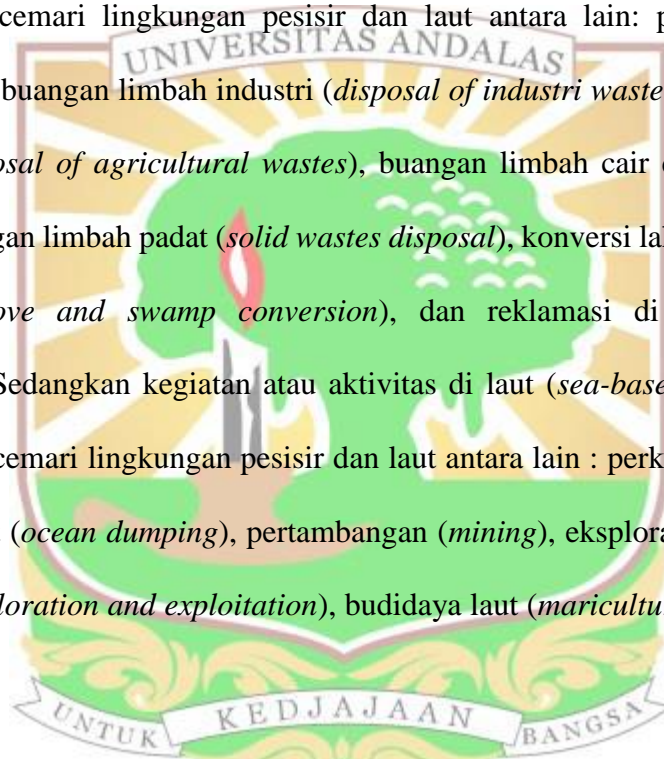 cemari lingkungan pesisir dan laut antara lain: p
UNIVERSITAS ANDALAS
buangan limbah industri (disposal of industri waste
osal of agricultural wastes), buangan limbah cair
gan limbah padat (solid wastes disposal), konversi la
ove and swamp conversion), dan reklamasi di
Sedangkan kegiatan atau aktivitas di laut (sea-base
cemari lingkungan pesisir dan laut antara lain : perk
(ocean dumping), pertambangan (mining), eksplora
loration and exploitation), budidaya laut (maricultu
UNTUK KEDJAJAAN BANGSA